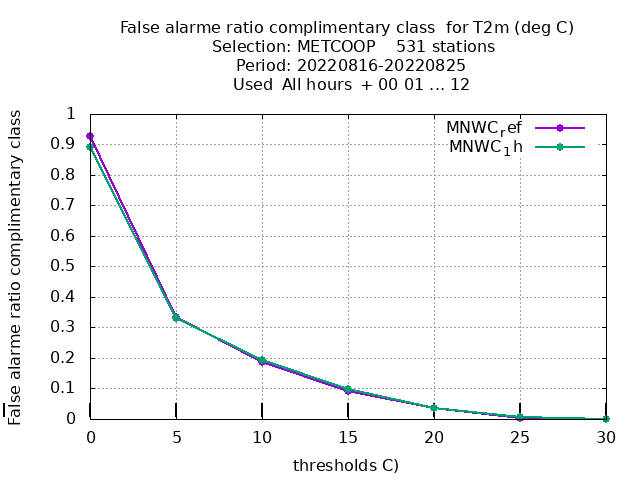 False alarme ratio complimentary class  for T2m (deg C)
Selection: METCOOP    531 stations
Period: 20220816-20220825
Used  All hours  + 00 01 ... 12
MNWC_ref
MNWC_1h
False alarme ratio complimentary class
1
0.9
0.8
0.7
0.6
0.5
0.4
0.3
0.2
0.1
0
0 5 10 15 20 25 30
thresholds C)